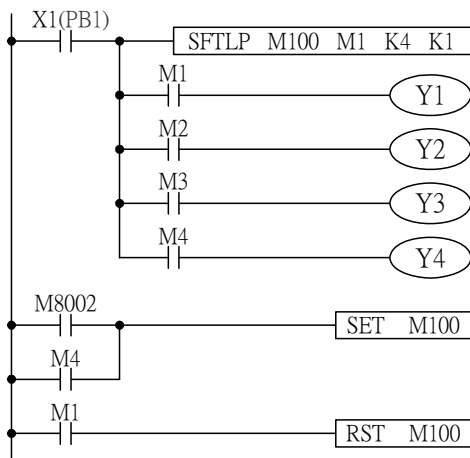 X1(PB1)
SFTLP M100 M1 K4 K1
M1
Y1
M2
Y2
M3
Y3
M4
Y4
M8002
SET M100
M4
M1
RST M100